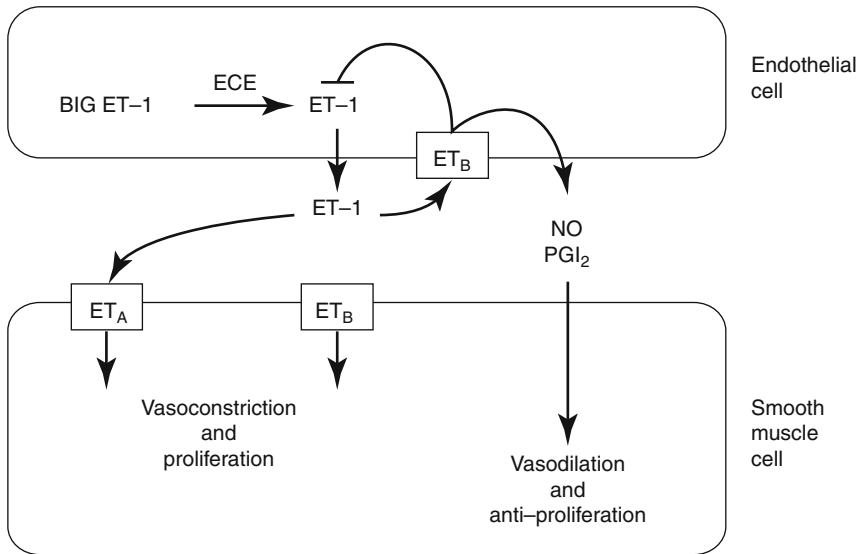 Endothelial
cell
ECE
BIG ET–1
ET–1
ET_B
ET–1
NO
PGI₂
ET_A
ET_B
Vasoconstriction
and
proliferation
Smooth
muscle
cell
Vasodilation
and
anti–proliferation